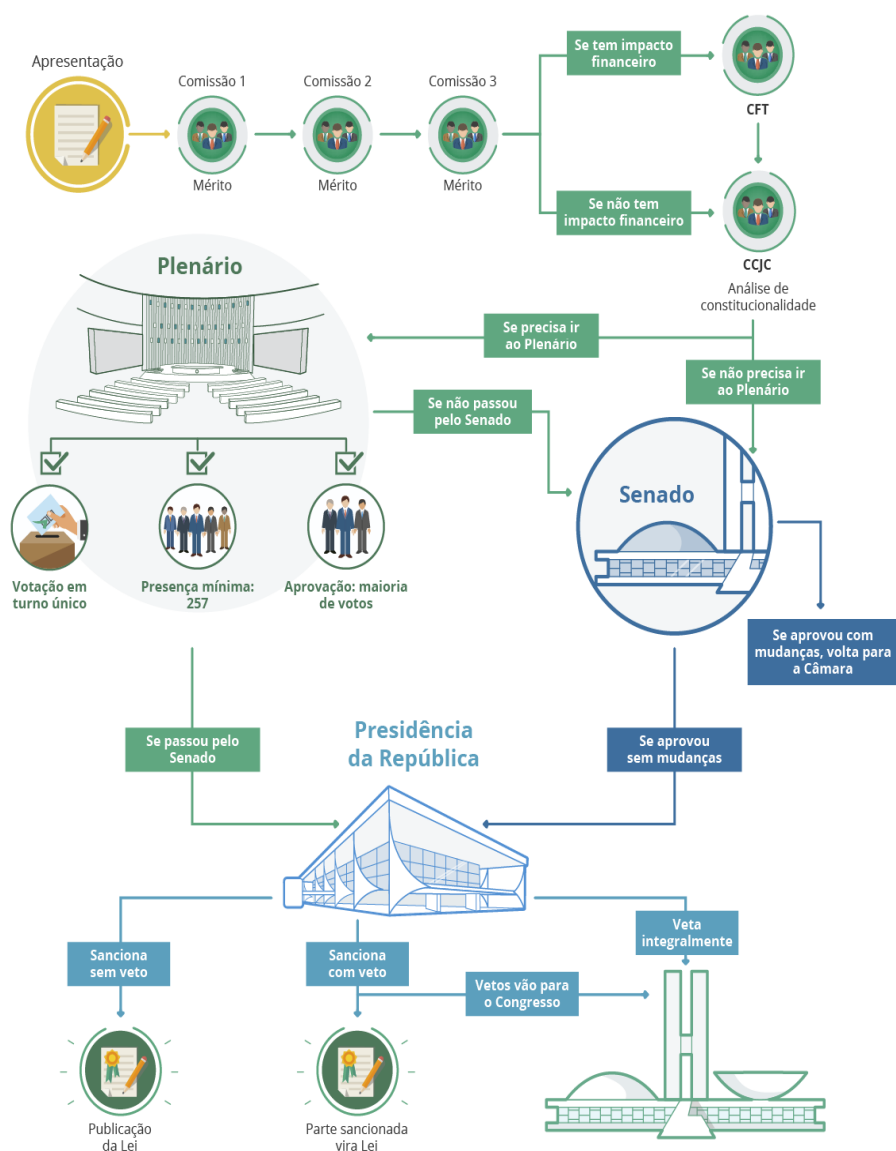 Apresentação
Comissão 1
Mérito
Comissão 2
Mérito
Comissão 3
Mérito
Se tem impacto
financeiro
CFT
Se não tem
impacto financeiro
CCJC
Análise de
constitucionalidade
Plenário
Se precisa ir
ao Plenário
Se não precisa ir
ao Plenário
Se não passou
pelo Senado
Senado
Votação em
turno único
Presença mínima:
257
Aprovação: maioria
de votos
Se aprovou com
mudanças, volta para
a Câmara
Se passou pelo
Senado
Presidência
da República
Se aprovou
sem mudanças
Sanciona
sem veto
Sanciona
com veto
Veta
integralmente
Vetos vão para
o Congresso
Publicação
da Lei
Parte sancionada
vira Lei